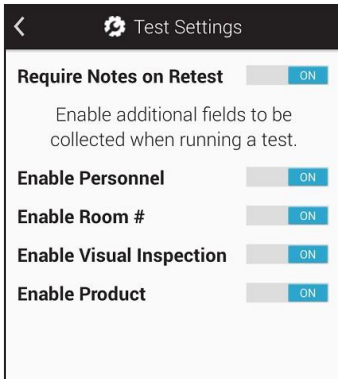 Test Settings
Require Notes on Retest ON
Enable additional fields to be
collected when running a test.
Enable Personnel ON
Enable Room # ON
Enable Visual Inspection ON
Enable Product ON